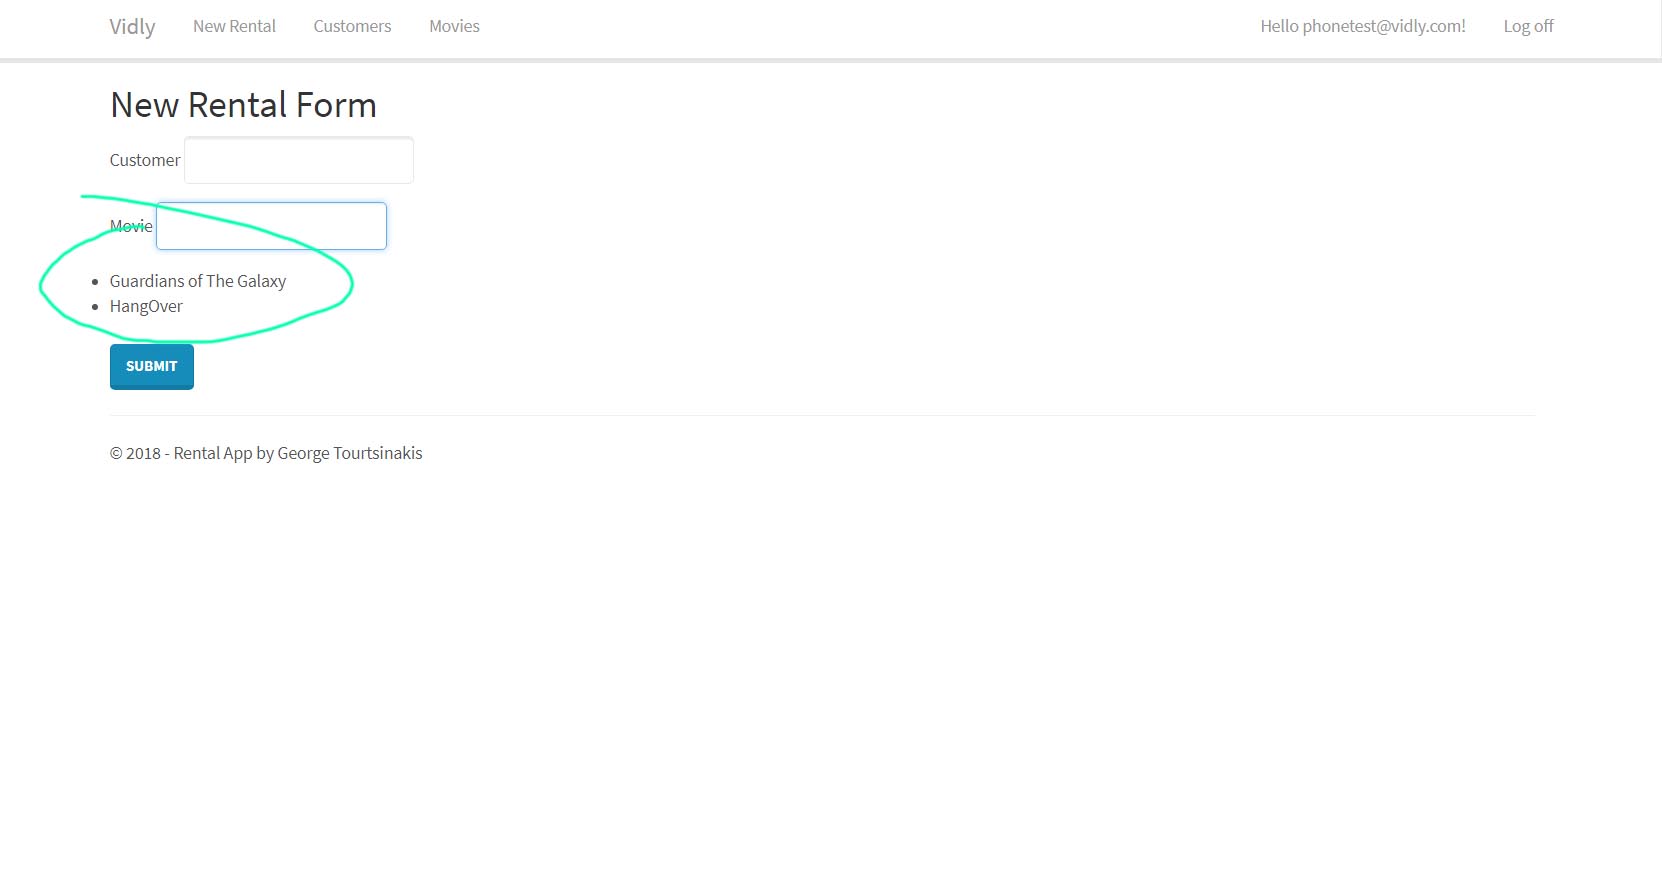 Vidly New Rental Customers Movies Hello phonetest@vidly.com! Log off
New Rental Form
Customer
Movie
Guardians of The Galaxy
HangOver
SUBMIT
© 2018 - Rental App by George Tourtsinakis